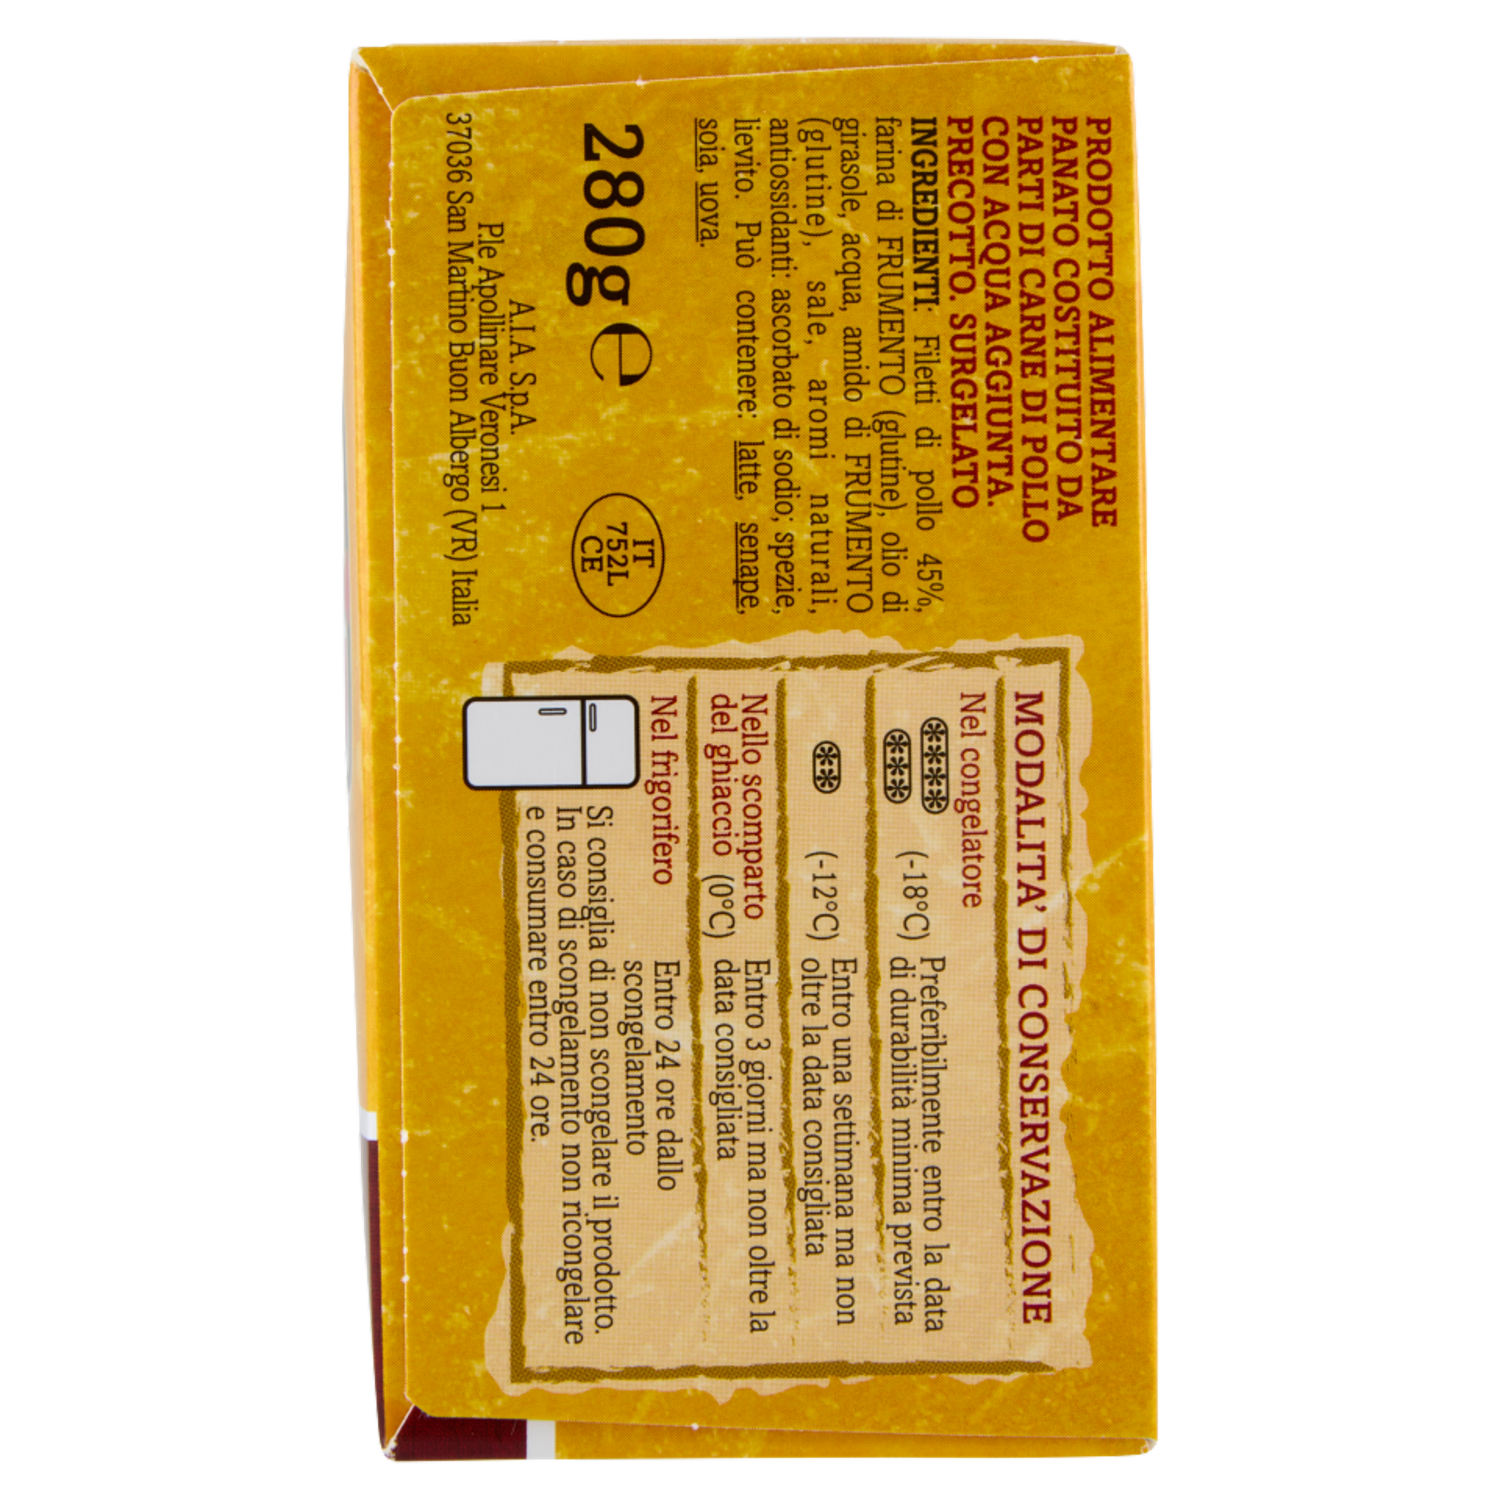 PRODOTTO ALIMENTARE
PANATO COSTITUITO DA
PARTI DI CARNE DI POLLO
CON ACQUA AGGIUNTA.
PRECOTTO. SURGELATO
INGREDIENTI: Filetti di pollo 45%,
farina di FRUMENTO (glutine), olio di
girasole, acqua, amido di FRUMENTO
(glutine), sale, aromi naturali,
antiossidanti: ascorbato di sodio; spezie,
lievito. Può contenere: latte, senape,
soia, uova.
280g e
IT
752L
CE
A.I.A. S.p.A.
P.le Apollinare Veronesi 1
37036 San Martino Buon Albergo (VR) Italia
MODALITA' DI CONSERVAZIONE
Nel congelatore
**** Preferibilmente entro la data
*** (-18°C) di durabilità minima prevista
Entro una settimana ma non
** (-12°C) oltre la data consigliata
Nello scomparto Entro 3 giorni ma non oltre la
del ghiaccio (0°C) data consigliata
Nel frigorifero Entro 24 ore dallo
scongelamento
Si consiglia di non scongelare il prodotto.
In caso di scongelamento non ricongelare
e consumare entro 24 ore.